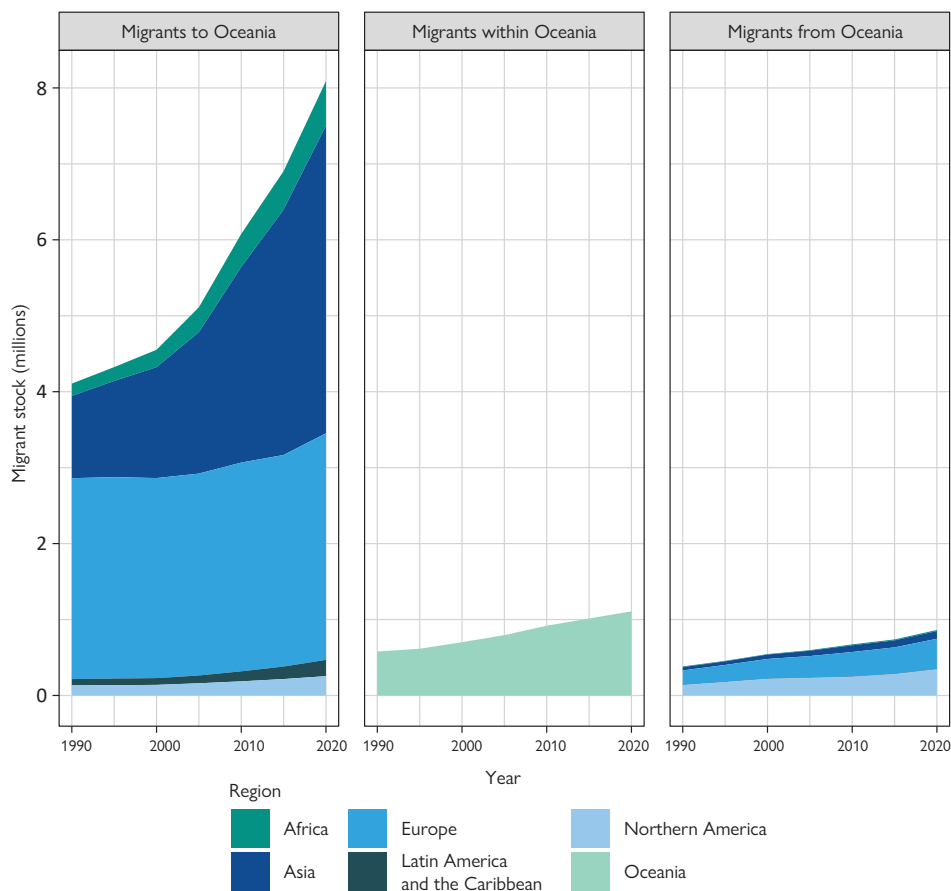 Migrants to Oceania
Migrants within Oceania
Migrants from Oceania
Migrant stock (millions)
8
6
4
2
0
1990 2000 2010 2020
1990 2000 2010 2020
1990 2000 2010 2020
Year
Region
Africa
Europe
Northern America
Asia
Latin America
and the Caribbean
Oceania